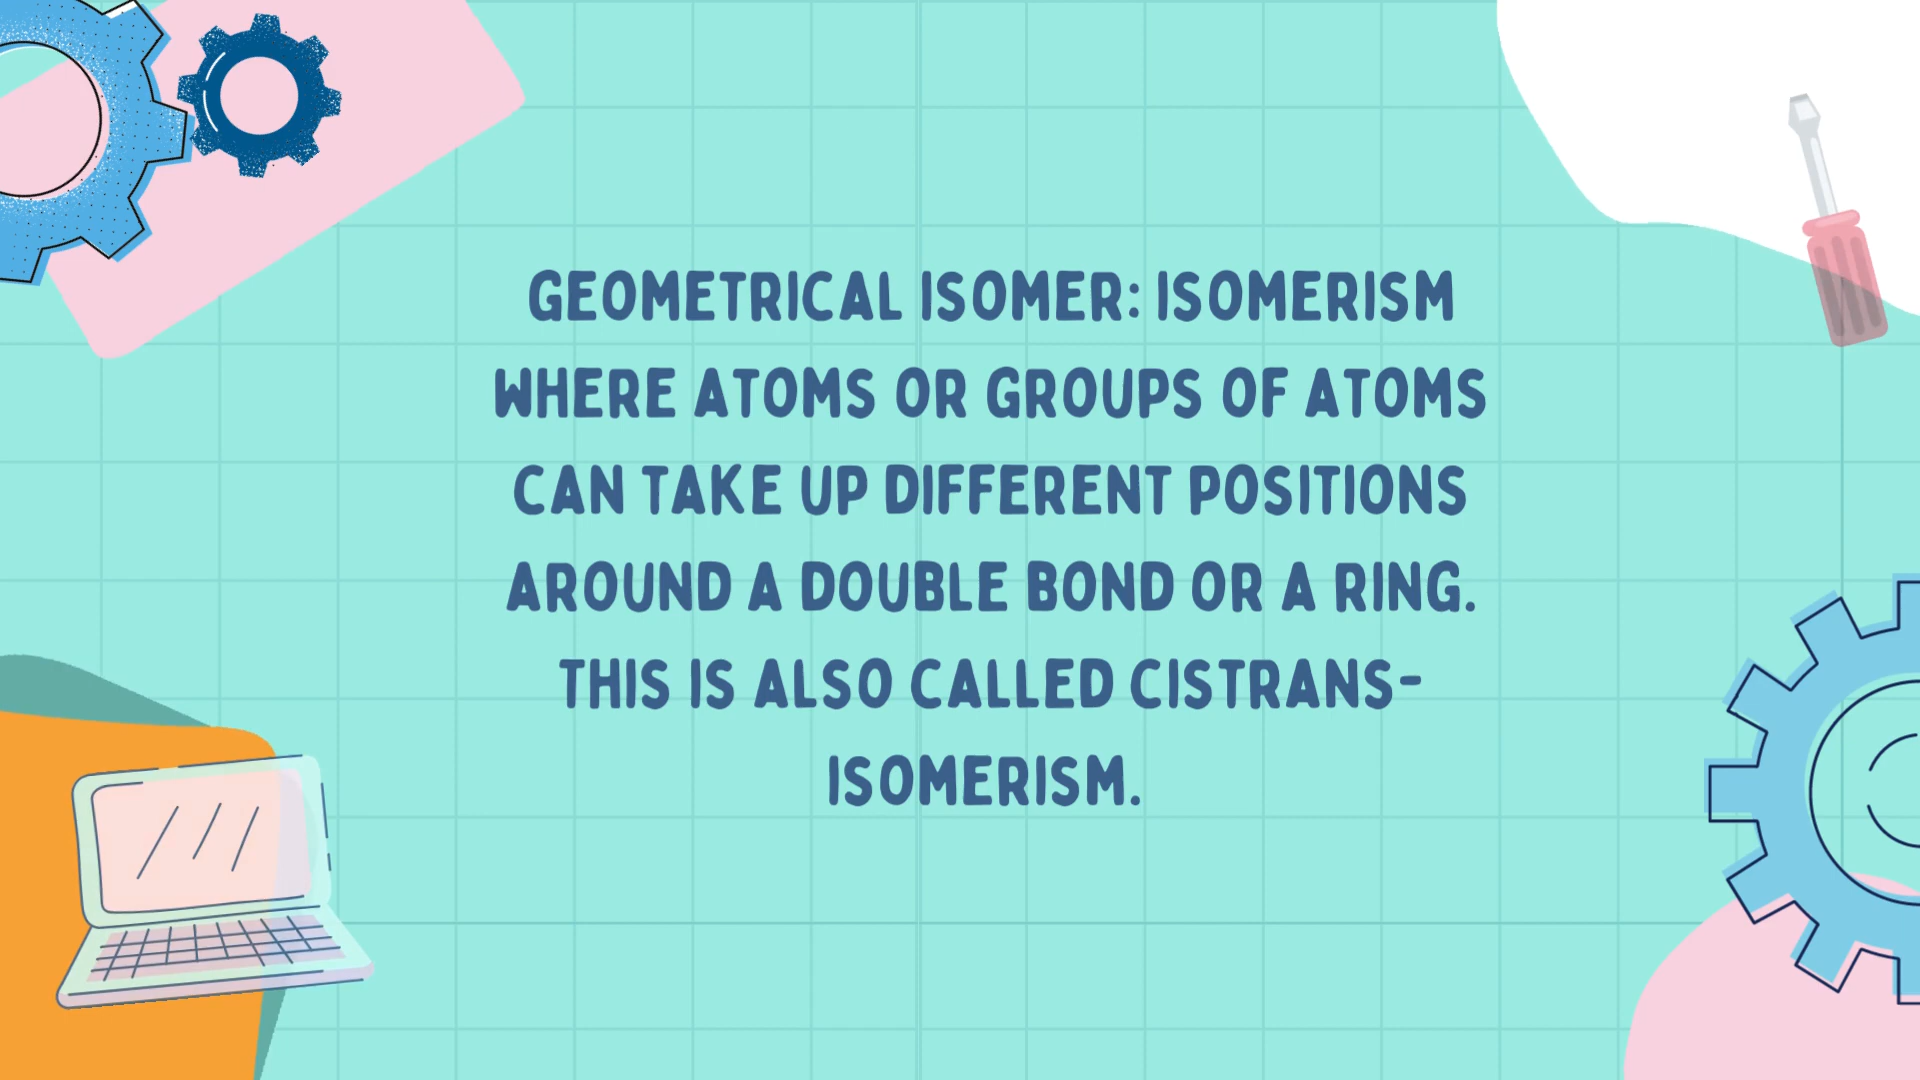 GEOMETRICAL ISOMER: ISOMERISM
WHERE ATOMS OR GROUPS OF ATOMS
CAN TAKE UP DIFFERENT POSITIONS
AROUND A DOUBLE BOND OR A RING.
THIS IS ALSO CALLED CISTRANS-
ISOMERISM.